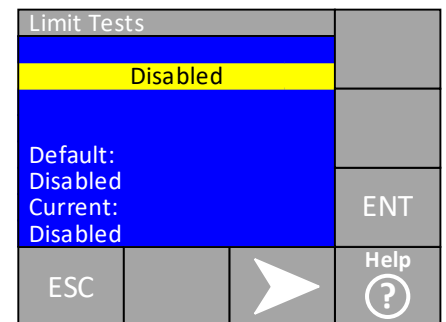 Limit Tests
Disabled
Default:
Disabled
Current:
Disabled
ENT
ESC
Help
?